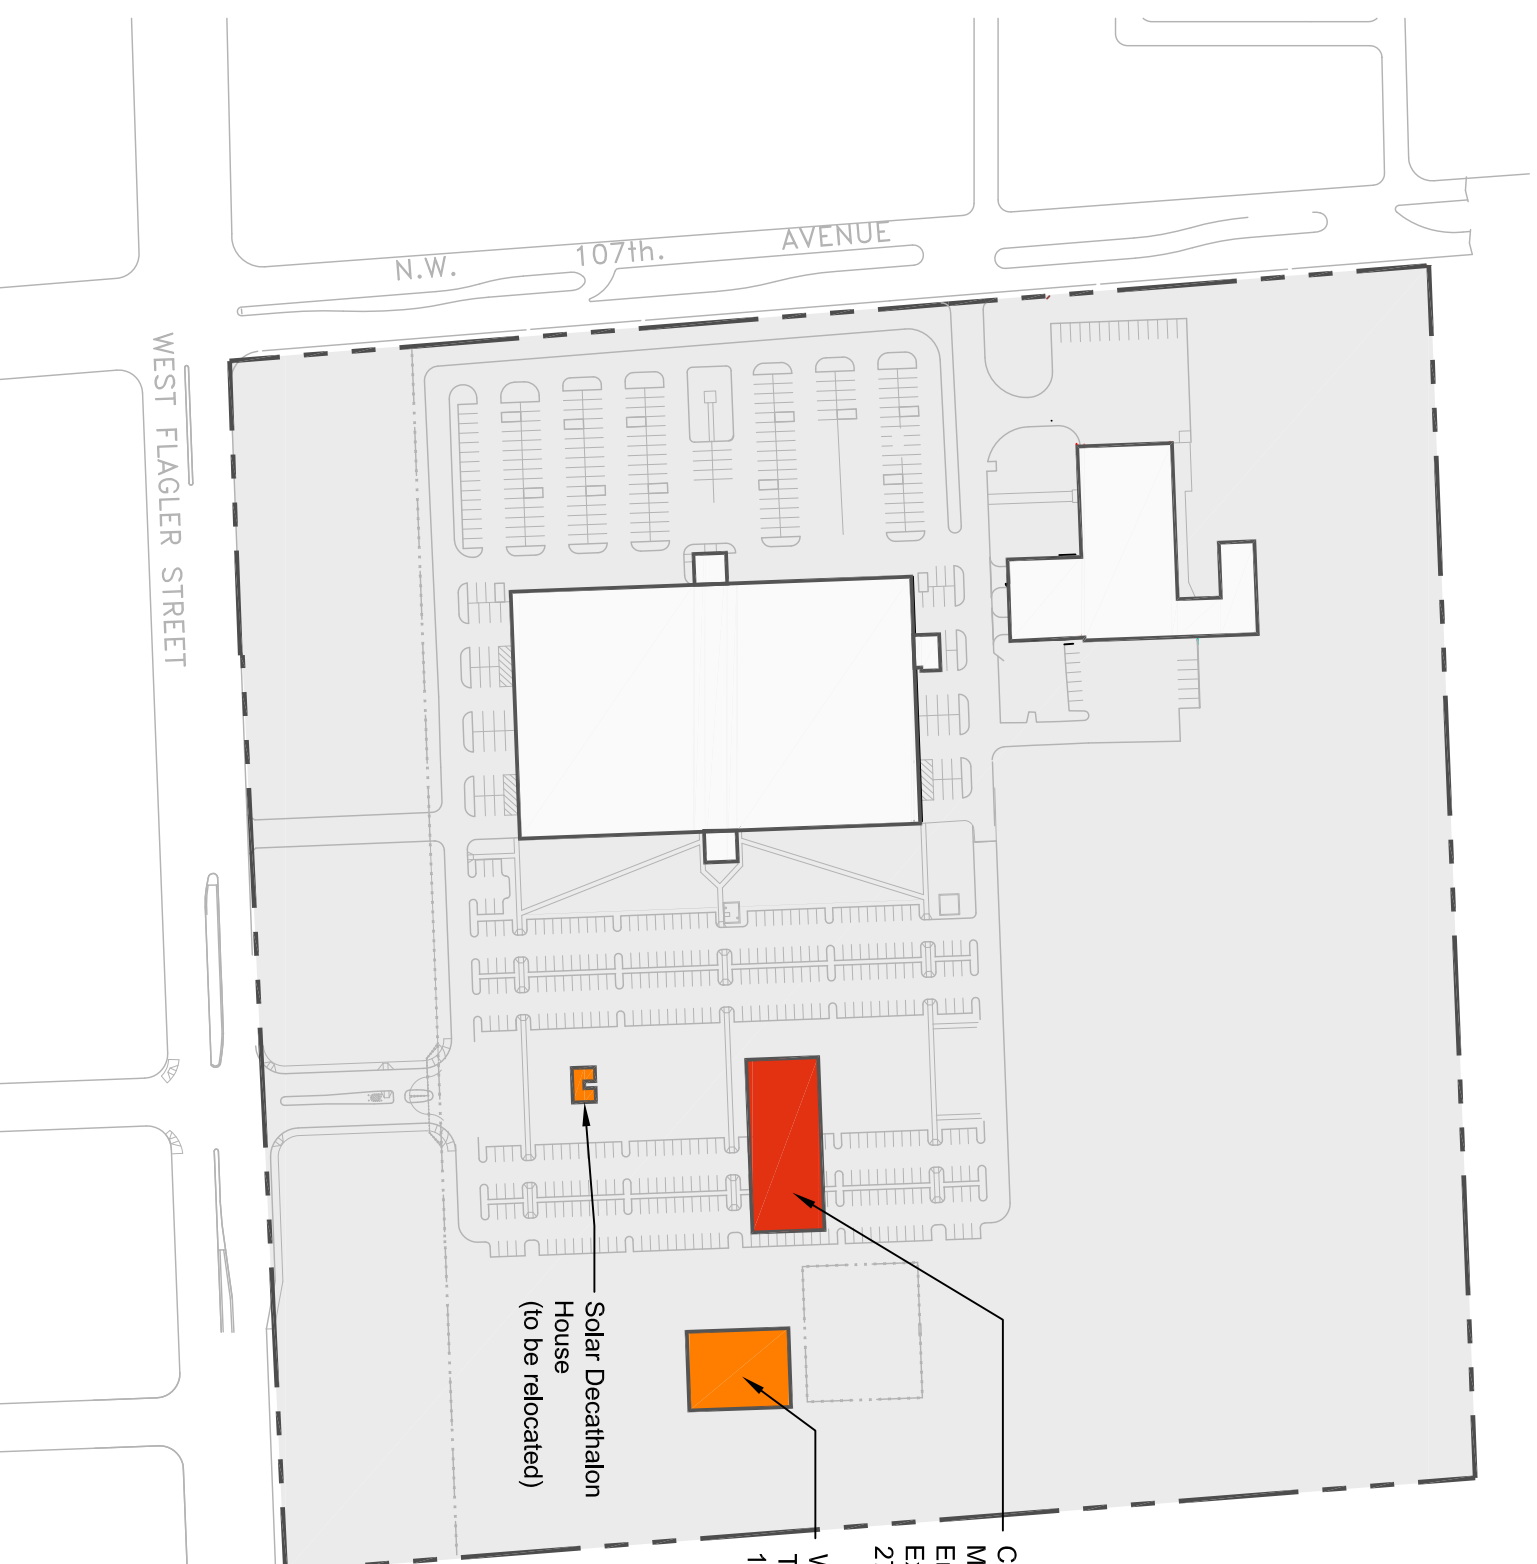 N.W. 107th. AVENUE
WEST FLAGLER STREET
Solar Decathalon
House
(to be relocated)